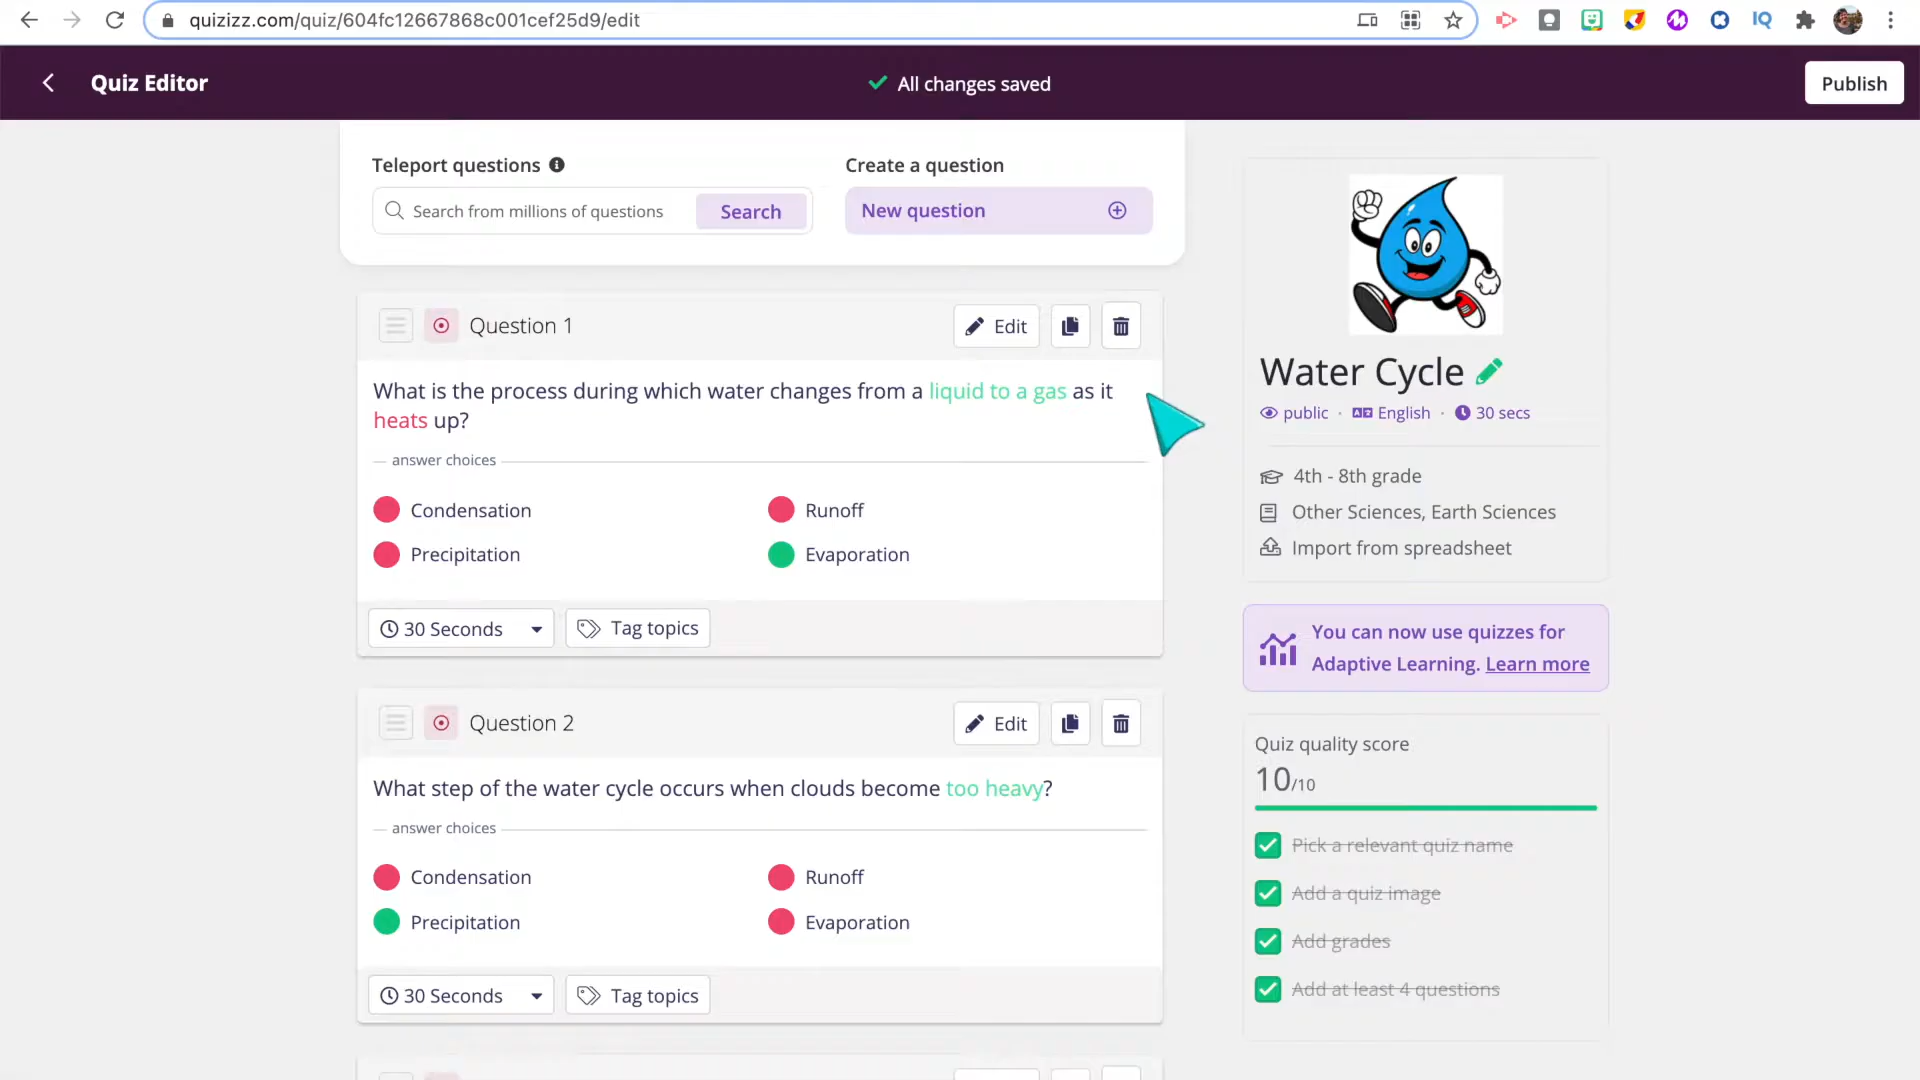 quizizz.com/quiz/604fc12667868c001cef25d9/edit
IQ
Quiz Editor
All changes saved
Publish
Teleport questions
Create a question
Search from millions of questions
Search
New question
Question 1
Edit
What is the process during which water changes from a liquid to a gas as it
heats up?
answer choices
Condensation
Runoff
Precipitation
Evaporation
30 Seconds
Tag topics
Question 2
Edit
What step of the water cycle occurs when clouds become too heavy?
answer choices
Condensation
Runoff
Precipitation
Evaporation
30 Seconds
Tag topics
Water Cycle
public · English · 30 secs
4th - 8th grade
Other Sciences, Earth Sciences
Import from spreadsheet
You can now use quizzes for
Adaptive Learning. Learn more
Quiz quality score
10/10
Pick a relevant quiz name
Add a quiz image
Add grades
Add at least 4 questions